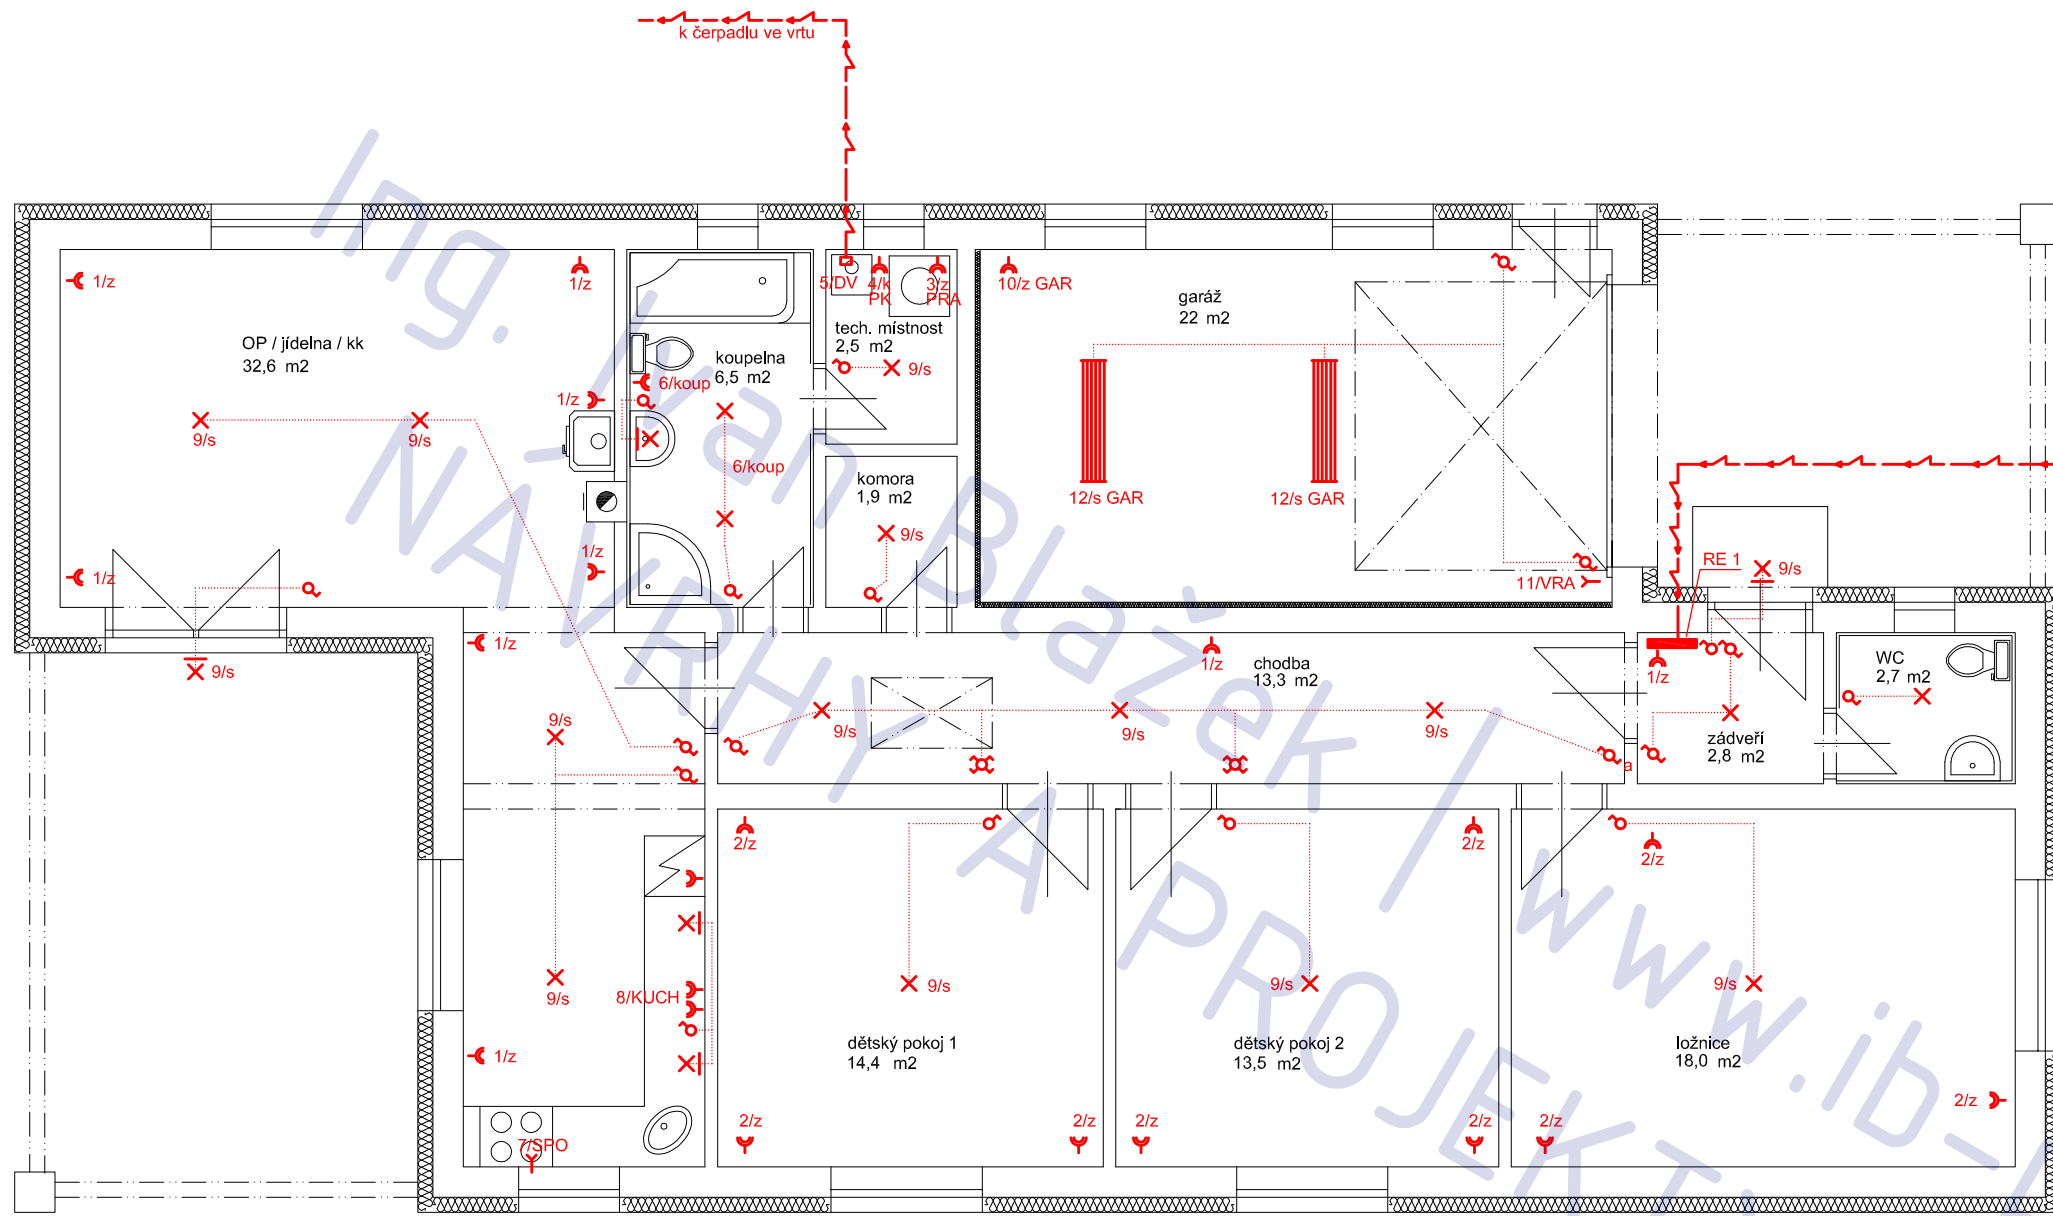 k čerpadlu ve vrtu
1/z
1/z
5/DV
4/k
PK
3/z
PRA
10/z GAR
garáž
22 m2
OP / jídelna / kk
32,6 m2
tech. místnost
2,5 m2
koupelna
6,5 m2
6/koup
9/s
1/z
9/s
9/s
6/koup
komora
1,9 m2
12/s GAR
12/s GAR
9/s
1/z
1/z
RE 1
9/s
11/VRA
1/z
9/s
1/z
chodba
13,3 m2
1/z
WC
2,7 m2
9/s
9/s
9/s
9/s
a
zádveří
2,8 m2
2/z
2/z
2/z
9/s
8/KUCH
9/s
9/s
9/s
1/z
dětský pokoj 1
14,4 m2
dětský pokoj 2
13,5 m2
ložnice
18,0 m2
7/SPO
2/z
2/z
2/z
2/z
2/z
2/z
Ing. Ivan Blažek / www.ib-
NÁVRHY A PROJEKT